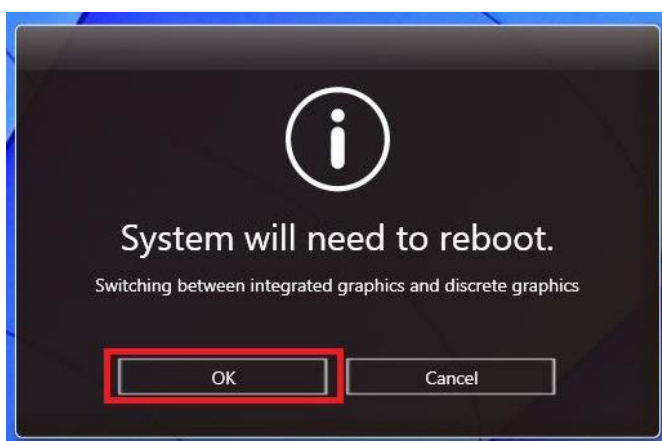 System will need to reboot.
Switching between integrated graphics and discrete graphics
OK
Cancel